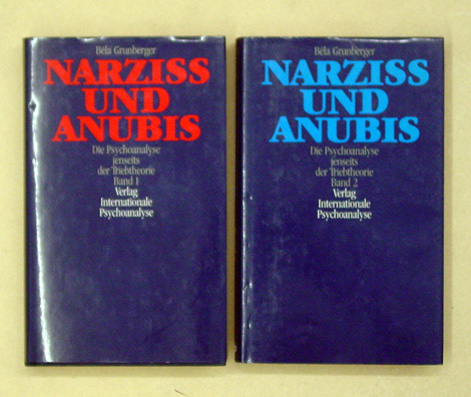 Béla Grunberger
NARZISS
UND
ANUBIS
Die Psychoanalyse
jenseits
der Triebtheorie
Band 1
Verlag
Internationale
Psychoanalyse
Béla Grunberger
NARZISS
UND
ANUBIS
Die Psychoanalyse
jenseits
der Triebtheorie
Band 2
Verlag
Internationale
Psychoanalyse